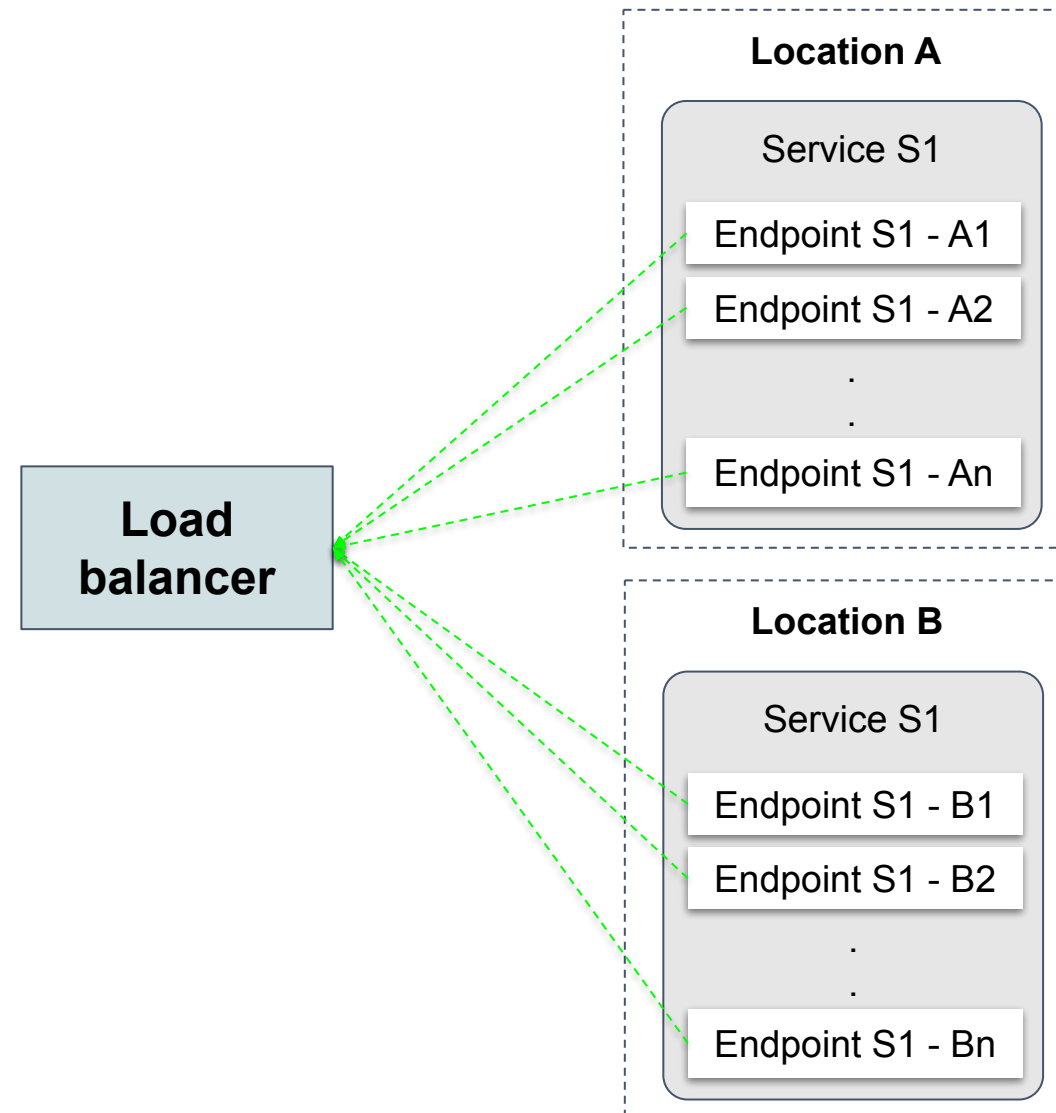 Location A
Service S1
Endpoint S1 - A1
Endpoint S1 - A2
.
.
Endpoint S1 - An
Load
balancer
Location B
Service S1
Endpoint S1 - B1
Endpoint S1 - B2
.
.
Endpoint S1 - Bn